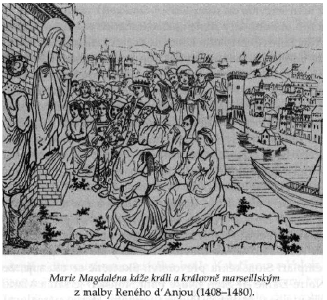 Marie Magdaléna káže králi a královně marseillským
z malby Reného d´Anjou (1408–1480).